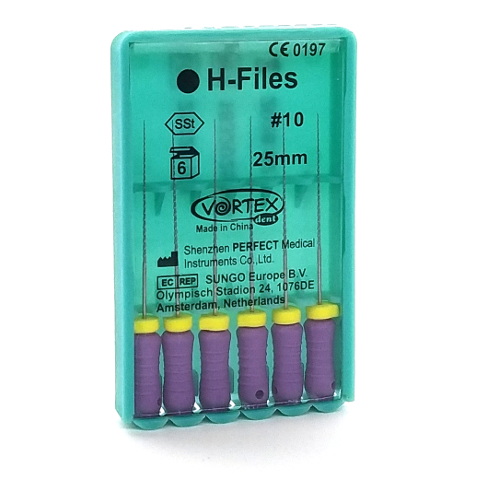 CE 0197
H-Files
SSt
#10
6
25mm
VORTEX
dent
Made in China
Shenzhen PERFECT Medical
Instruments Co.,Ltd.
EC REP SUNGO Europe B.V.
Olympisch Stadion 24, 1076DE
Amsterdam, Netherlands